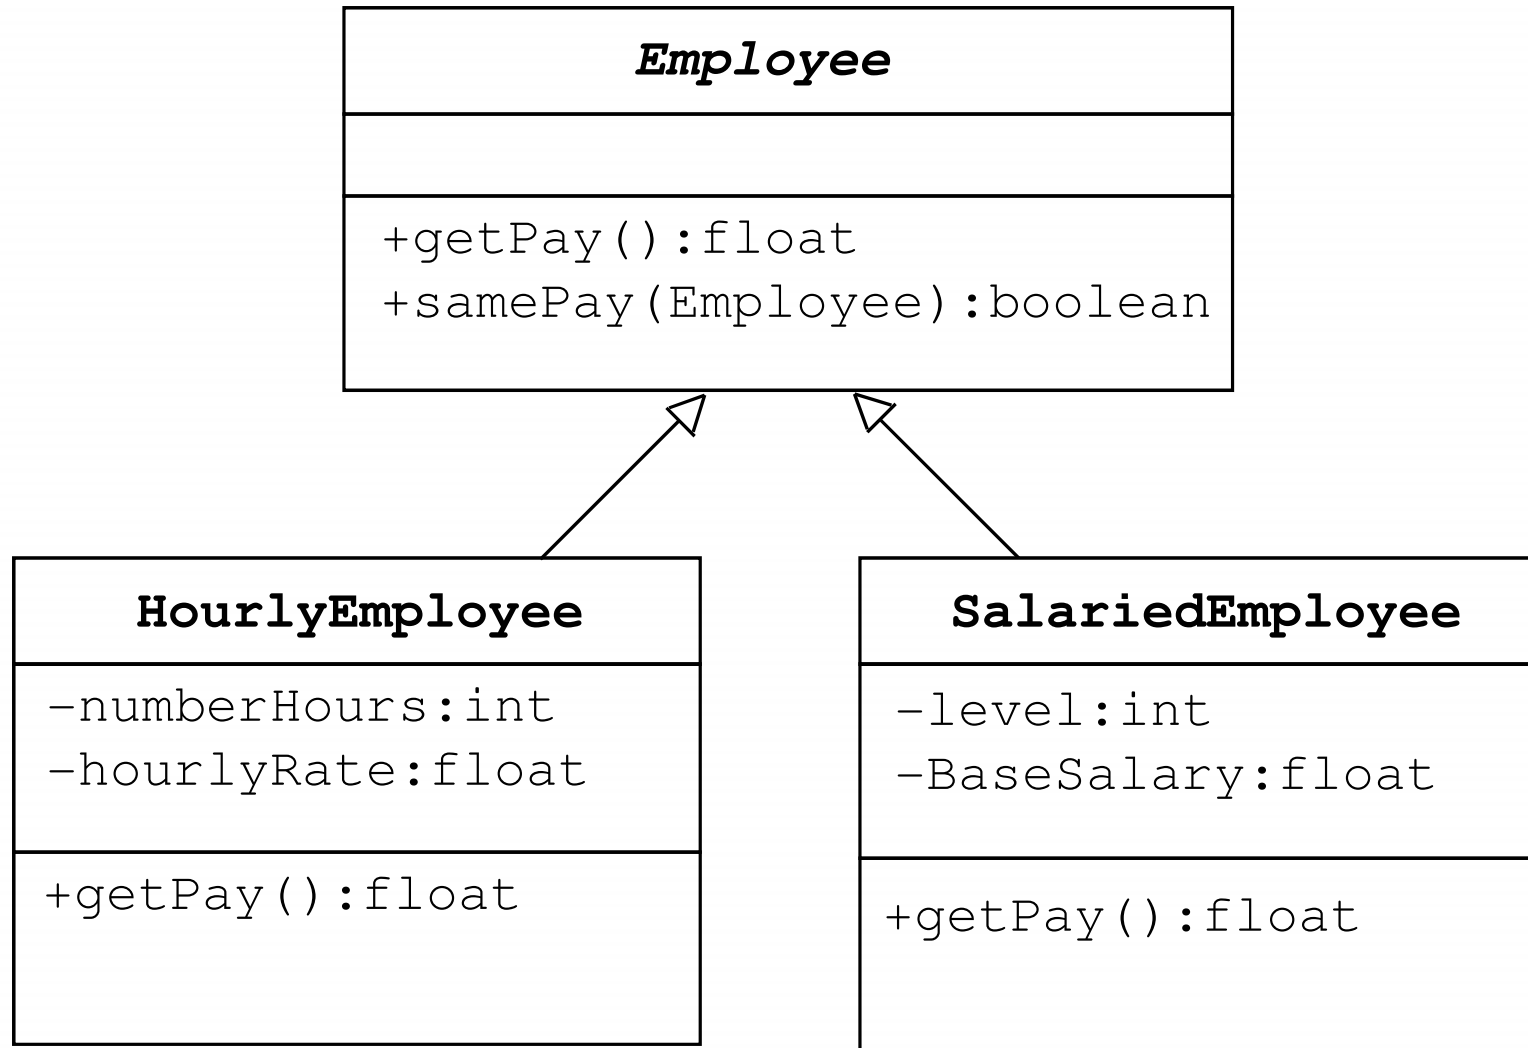 Employee
+getPay():float
+samePay(Employee):boolean
HourlyEmployee
-numberHours:int
-hourlyRate:float
+getPay():float
SalariedEmployee
-level:int
-BaseSalary:float
+getPay():float